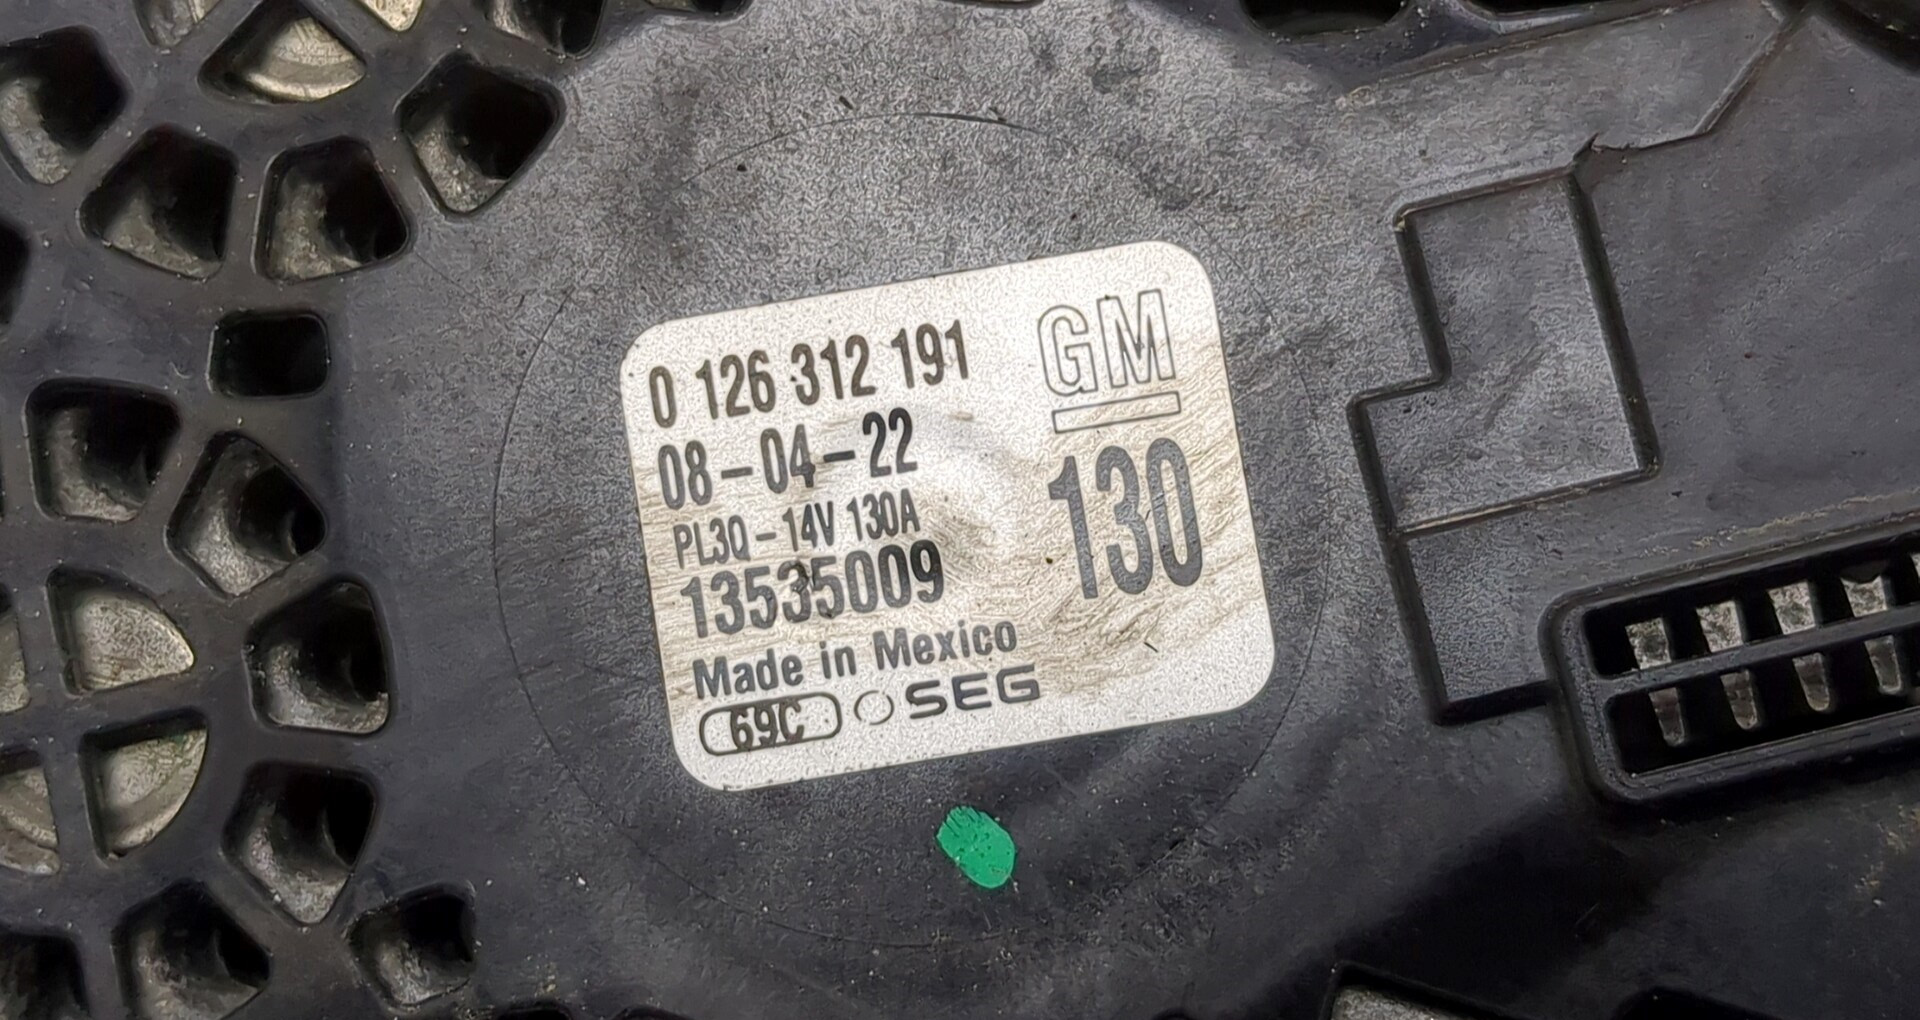 0 126 312 191
08-04-22
PL3Q-14V 130A
13535009
Made in Mexico
69C SEG
GM
130